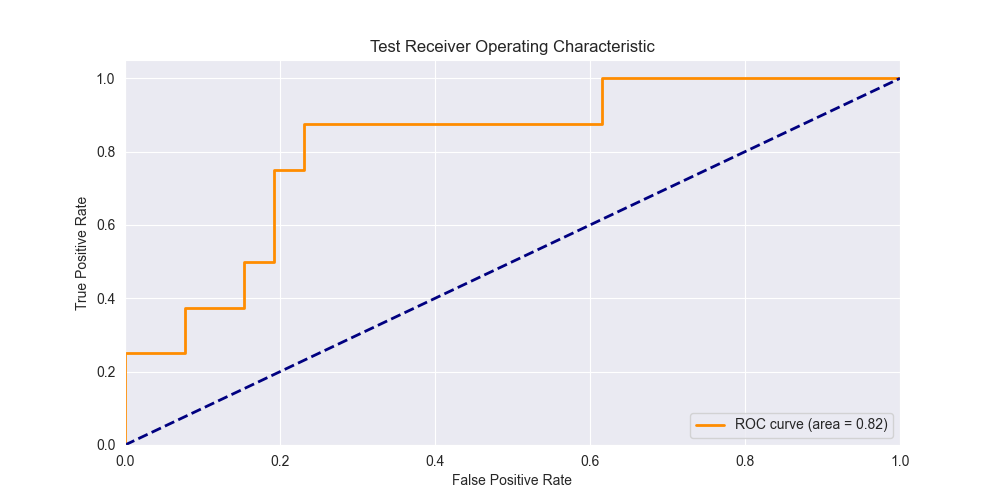 Test Receiver Operating Characteristic
1.0
0.8
0.6
0.4
0.2
0.0
True Positive Rate
ROC curve (area = 0.82)
0.0 0.2 0.4 0.6 0.8 1.0
False Positive Rate